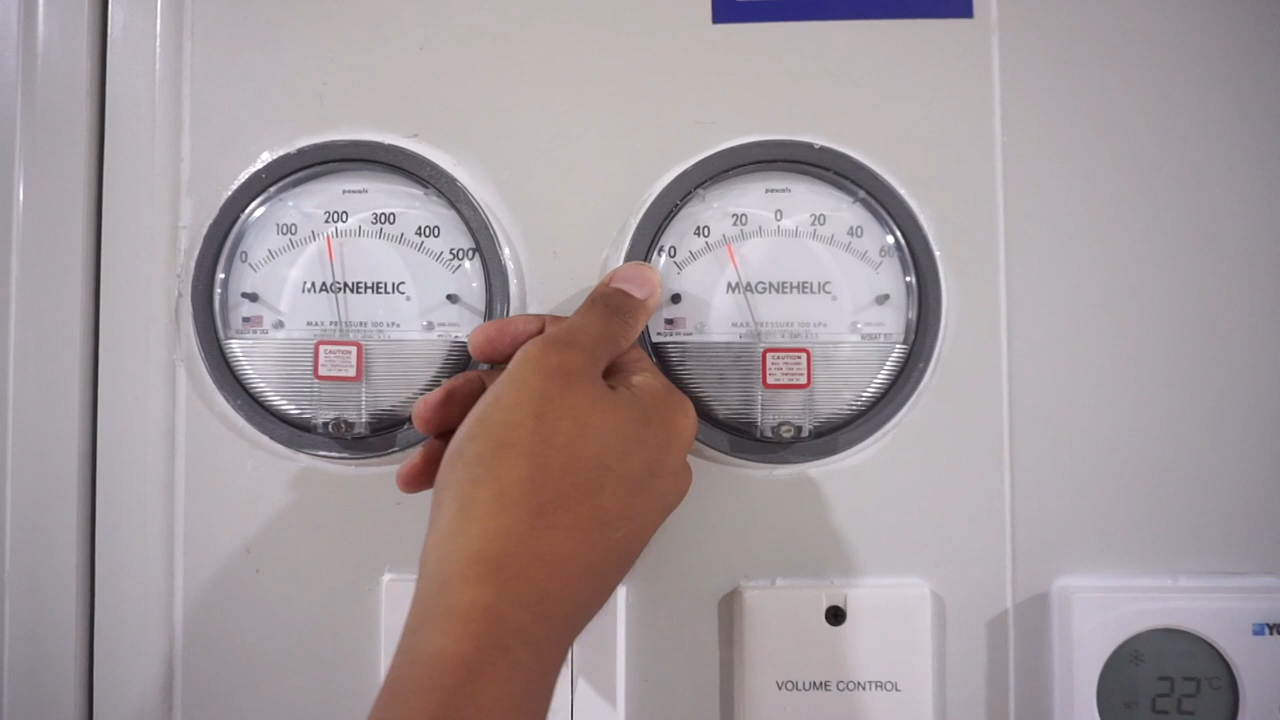 pascals
0 100 200 300 400 500
MAGNEHELIC®
MAX. PRESSURE 100 kPa
CAUTION
pascals
60 40 20 0 20 40 60
MAGNEHELIC®
MAX. PRESSURE 100 kPa
CAUTION
VOLUME CONTROL
22°C